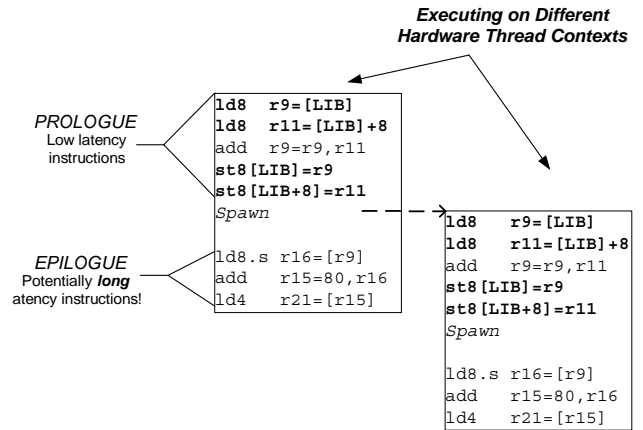 Executing on Different
Hardware Thread Contexts
PROLOGUE
Low latency
instructions
ld8 r9=[LIB]
ld8 r11=[LIB]+8
add r9=r9,r11
st8[LIB]=r9
st8[LIB+8]=r11
Spawn
EPILOGUE
Potentially long
atency instructions!
ld8.s r16=[r9]
add r15=80,r16
ld4 r21=[r15]
ld8 r9=[LIB]
ld8 r11=[LIB]+8
add r9=r9,r11
st8[LIB]=r9
st8[LIB+8]=r11
Spawn
ld8.s r16=[r9]
add r15=80,r16
ld4 r21=[r15]